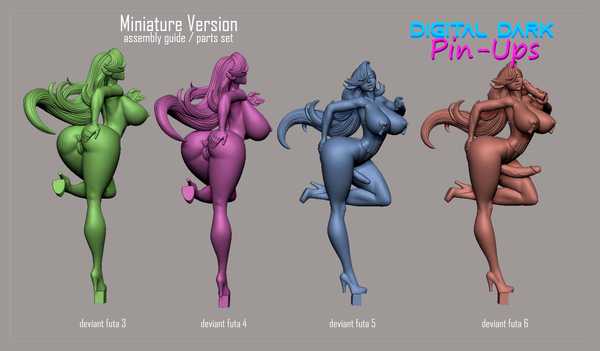 Miniature Version
assembly guide / parts set
DIGITAL DARK
Pin-Ups
deviant futa 3
deviant futa 4
deviant futa 5
deviant futa 6